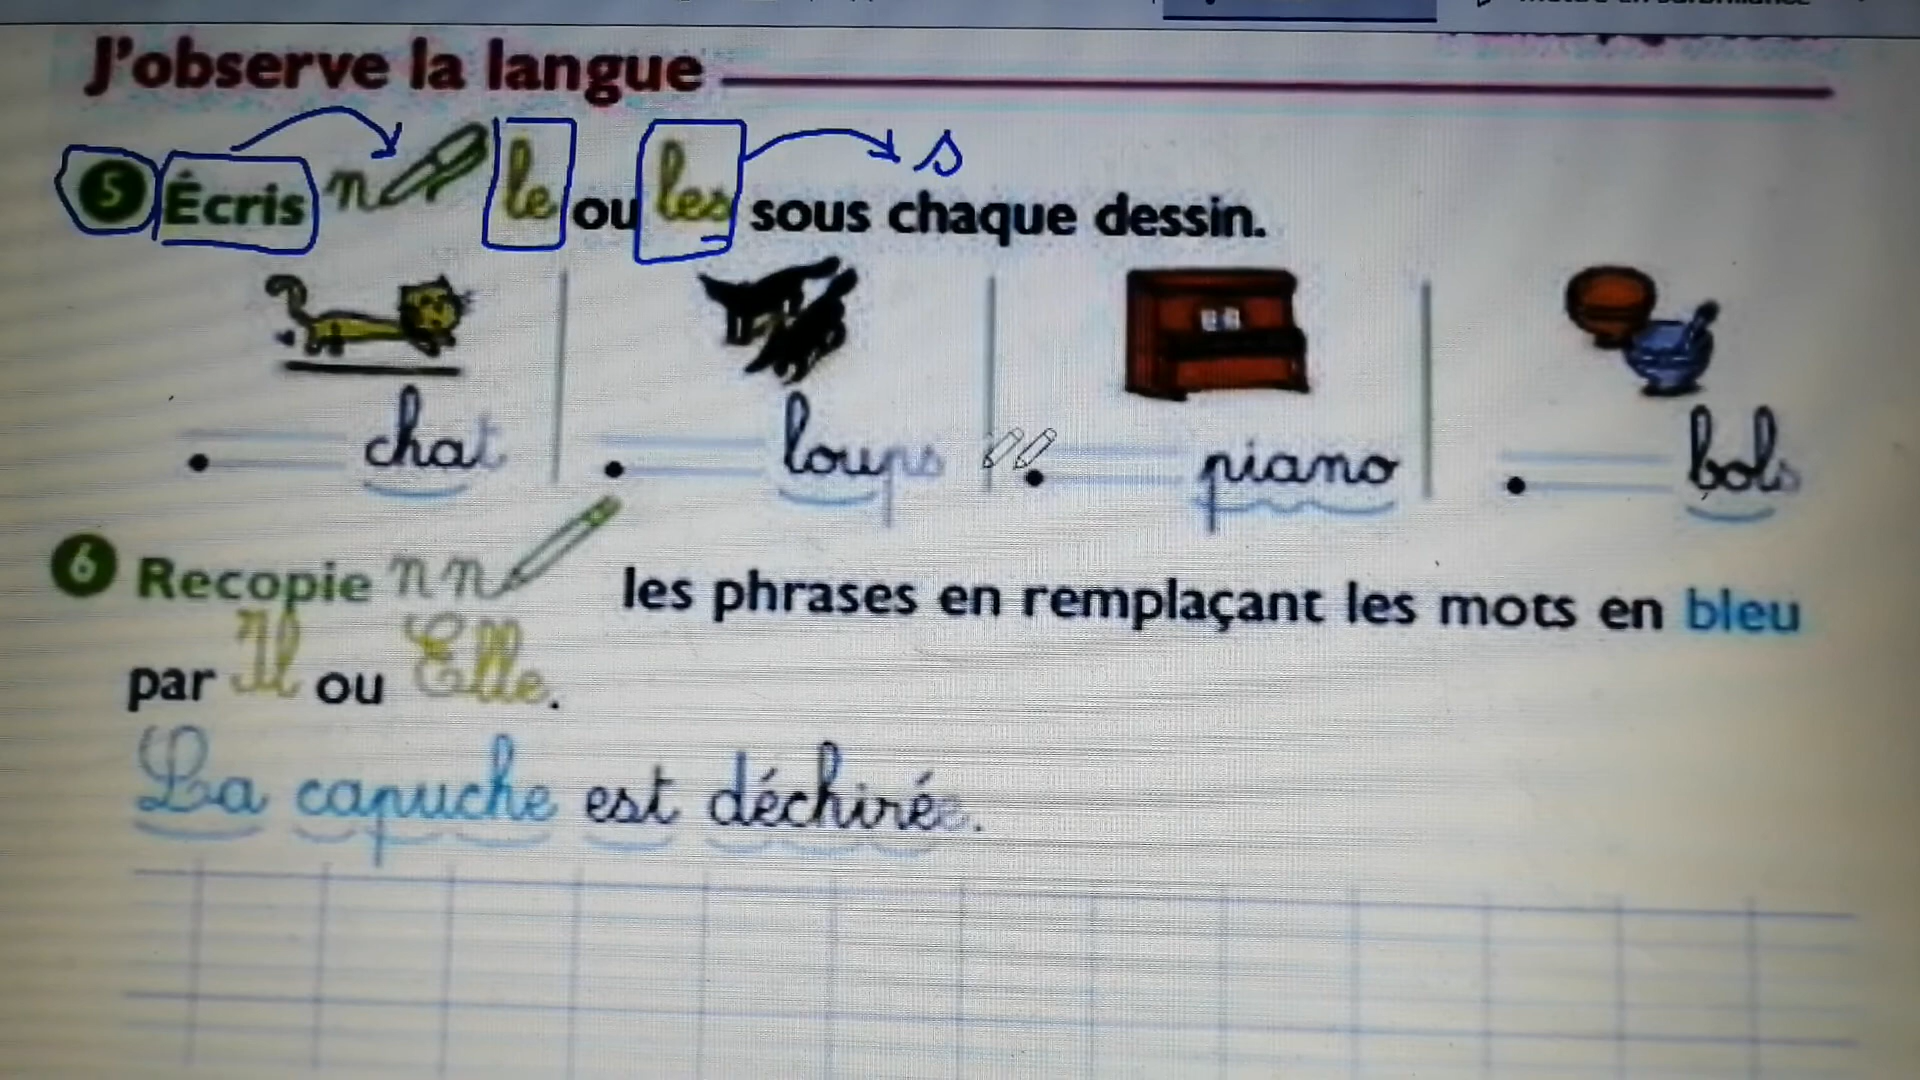 J'observe la langue
5 Écris n le ou les sous chaque dessin. s
chat loups piano bols
6 Recopie n n les phrases en remplaçant les mots en bleu
par Il ou Elle.
La capuche est déchirée.